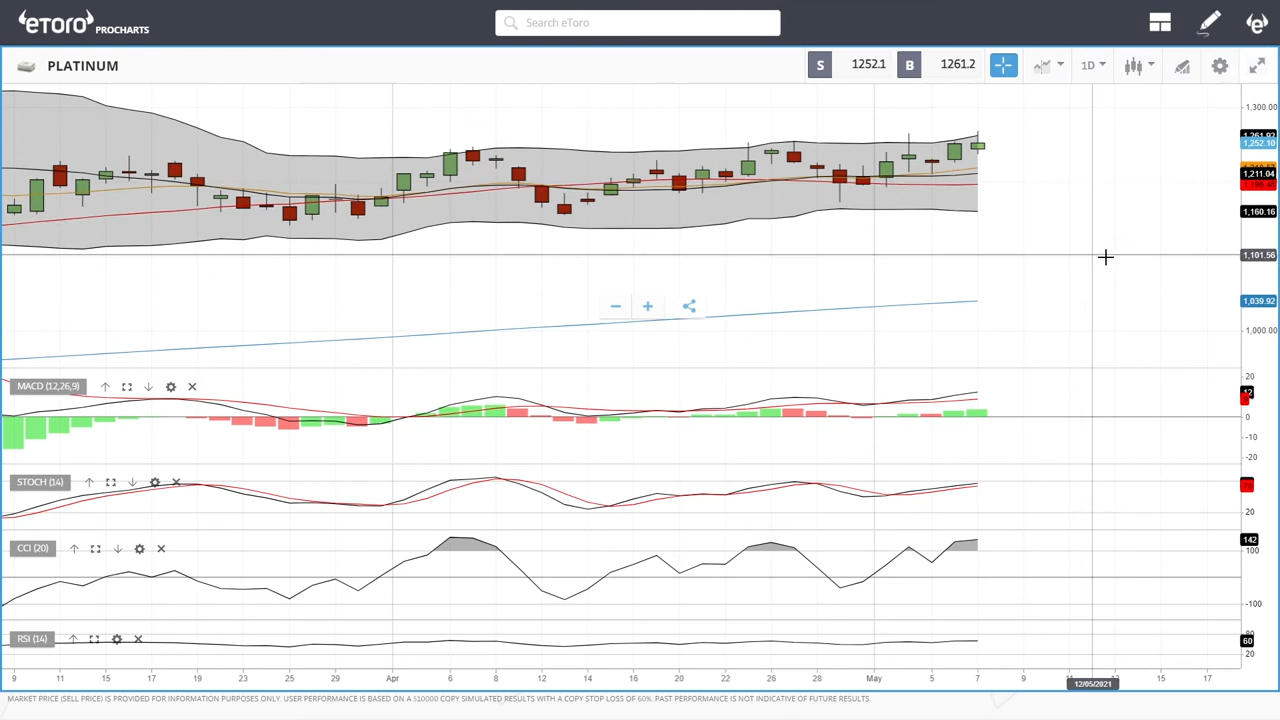 eToro PROCHARTS
Search eToro
PLATINUM
S 1252.1 B 1261.2
1D
1,300.00
1,261.92
1,252.10
1,211.04
1,160.16
1,101.56
1,039.92
1,000.00
MACD (12,26,9)
20
12
0
-10
-20
STOCH (14)
20
CCI (20)
142
100
-100
RSI (14)
60
20
9 11 15 17 19 23 25 29 Apr 6 8 12 14 16 20 22 26 28 May 5 7 9 15 17
12/05/2021
MARKET PRICE (SELL PRICE) IS PROVIDED FOR INFORMATION PURPOSES ONLY. USER PERFORMANCE IS BASED ON A $10000 COPY SIMULATED RESULTS WITH A COPY STOP LOSS OF 60%. PAST PERFORMANCE IS NOT INDICATIVE OF FUTURE RESULTS.